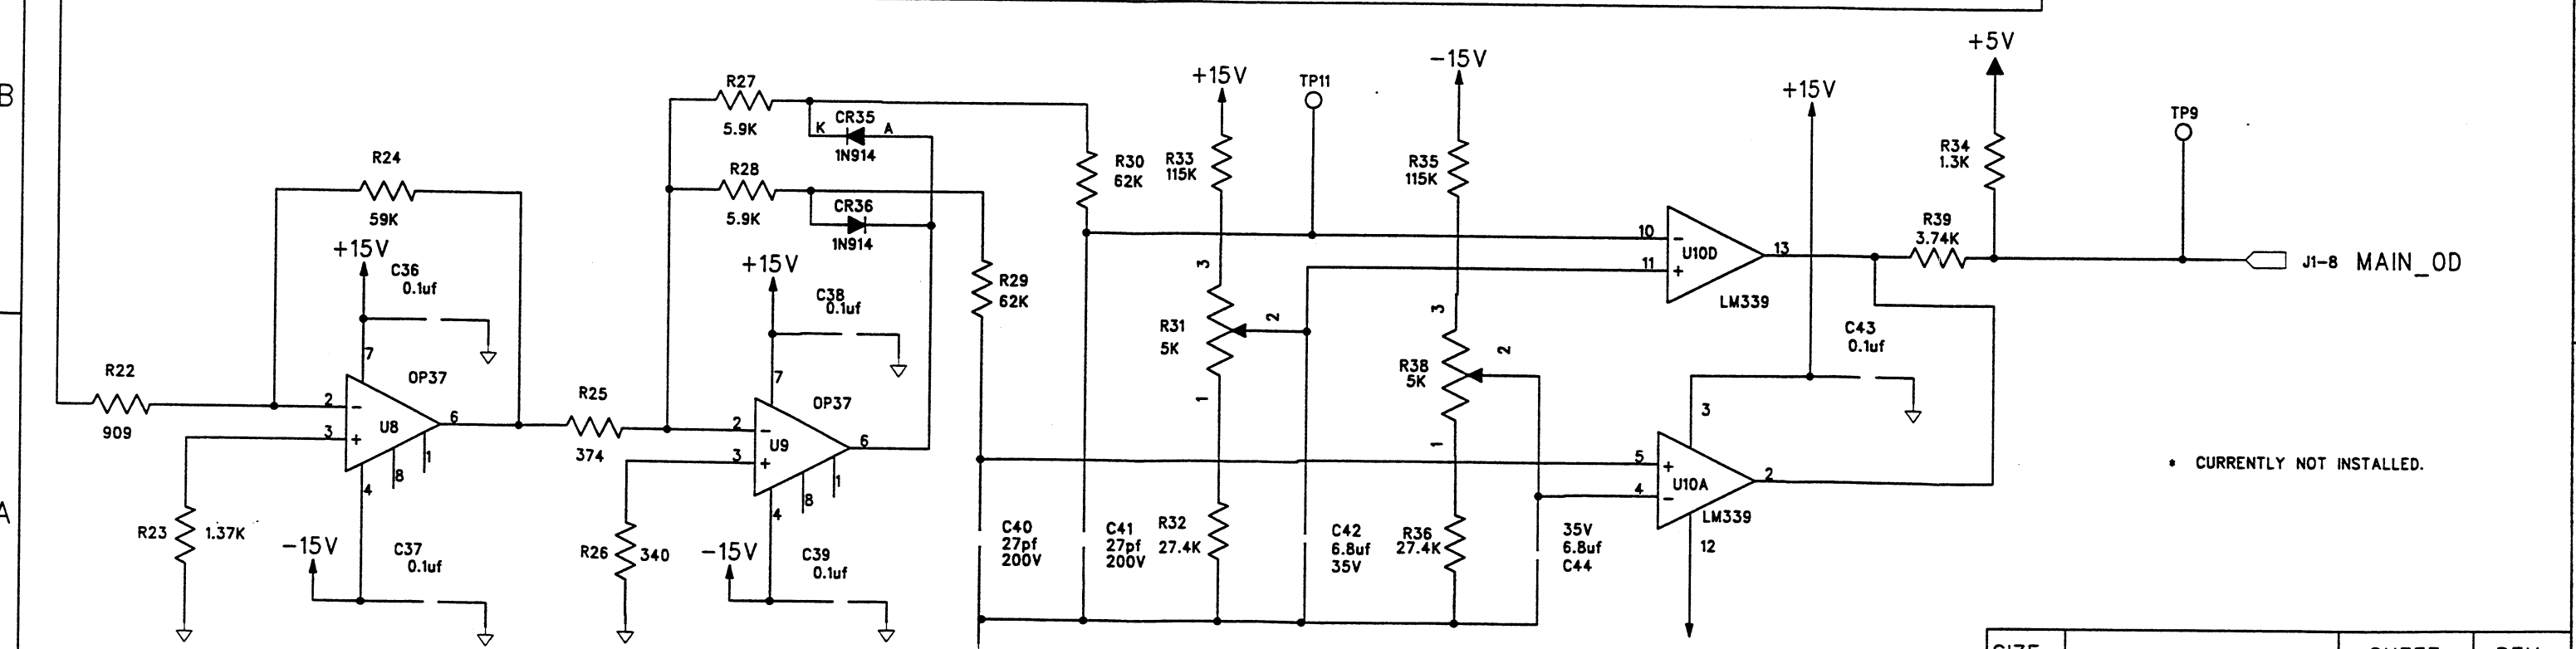 B
A
R22
909
R23
1.37K
R24
59K
+15V
C36
0.1uf
7
2
-
3
+
U8
OP37
6
4
8
1
-15V
C37
0.1uf
R25
374
R26
340
R27
5.9K
CR35
K
A
1N914
R28
5.9K
CR36
1N914
+15V
C38
0.1uf
7
2
-
3
+
U9
OP37
6
4
8
1
-15V
C39
0.1uf
R29
62K
R30
62K
C40
27pf
200V
C41
27pf
200V
+15V
R33
115K
3
R31
5K
2
1
R32
27.4K
TP11
C42
6.8uf
35V
-15V
R35
115K
3
R38
5K
2
1
R36
27.4K
35V
6.8uf
C44
10
-
11
+
U10D
13
LM339
5
+
4
-
U10A
2
LM339
3
12
+15V
C43
0.1uf
R39
3.74K
+5V
R34
1.3K
TP9
J1-8 MAIN_OD
* CURRENTLY NOT INSTALLED.
SIZE